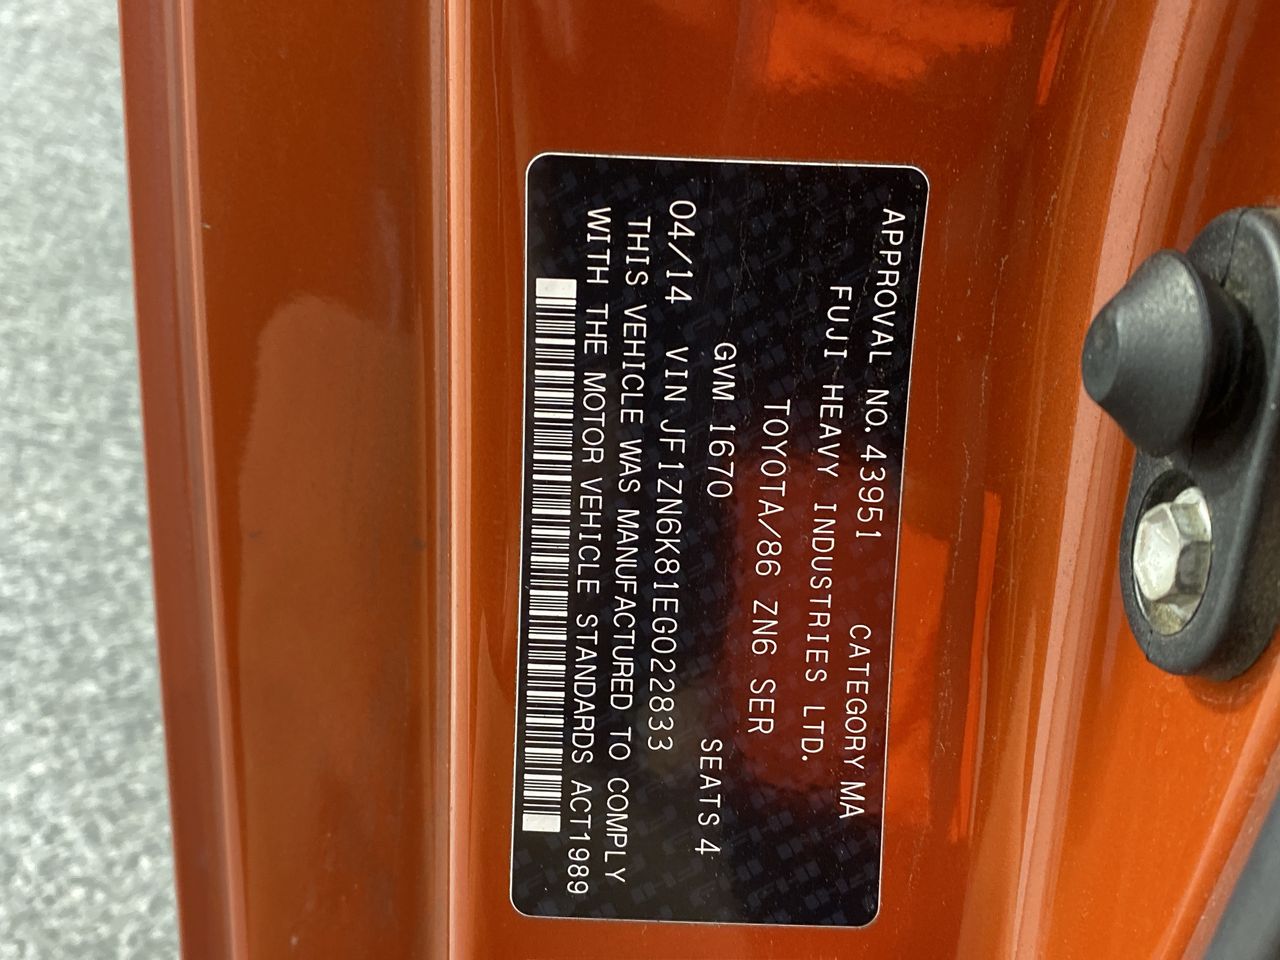 APPROVAL NO.43951 CATEGORY MA
FUJI HEAVY INDUSTRIES LTD.
TOYOTA/86 ZN6 SER
GVM 1670 SEATS 4
04/14 VIN JF1ZN6K81EG022833
THIS VEHICLE WAS MANUFACTURED TO COMPLY
WITH THE MOTOR VEHICLE STANDARDS ACT1989